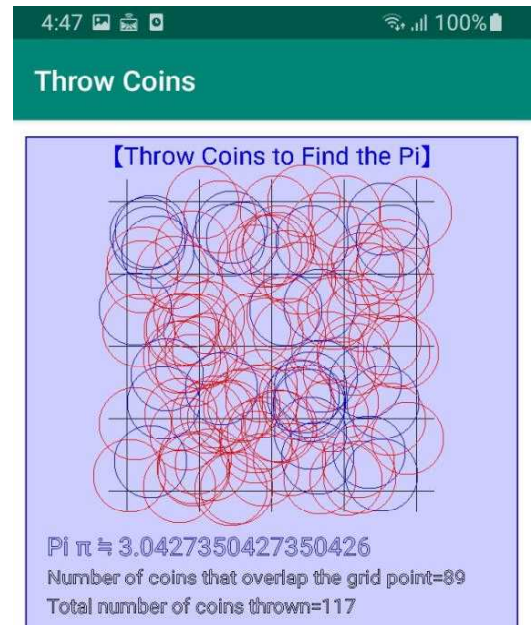 4:47 100%
Throw Coins
【Throw Coins to Find the Pi】
Pi π ≒ 3.0427350427350426
Number of coins that overlap the grid point=89
Total number of coins thrown=117